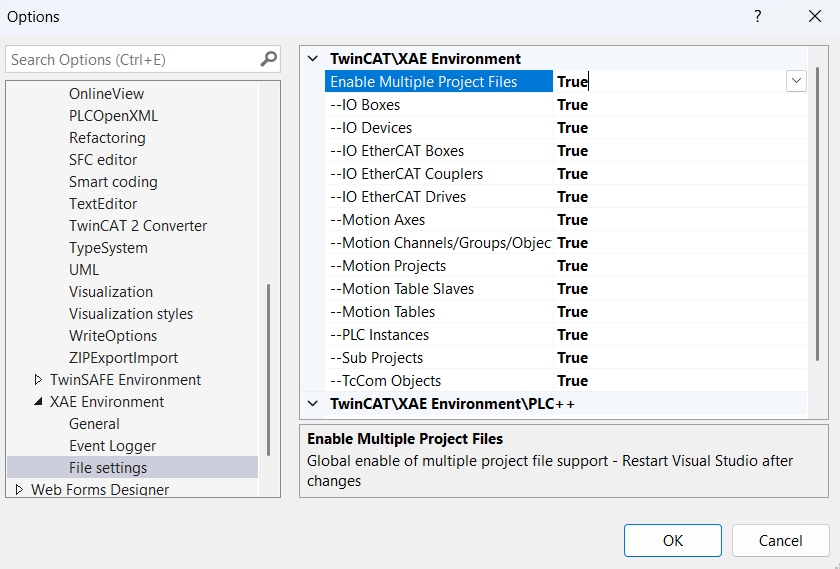 Options
?
Search Options (Ctrl+E)
OnlineView
PLCOpenXML
Refactoring
SFC editor
Smart coding
TextEditor
TwinCAT 2 Converter
TypeSystem
UML
Visualization
Visualization styles
WriteOptions
ZIPExportImport
TwinSAFE Environment
XAE Environment
General
Event Logger
File settings
Web Forms Designer
TwinCAT\XAE Environment
Enable Multiple Project Files True
--IO Boxes True
--IO Devices True
--IO EtherCAT Boxes True
--IO EtherCAT Couplers True
--IO EtherCAT Drives True
--Motion Axes True
--Motion Channels/Groups/Objec True
--Motion Projects True
--Motion Table Slaves True
--Motion Tables True
--PLC Instances True
--Sub Projects True
--TcCom Objects True
TwinCAT\XAE Environment\PLC++
Enable Multiple Project Files
Global enable of multiple project file support - Restart Visual Studio after
changes
OK Cancel